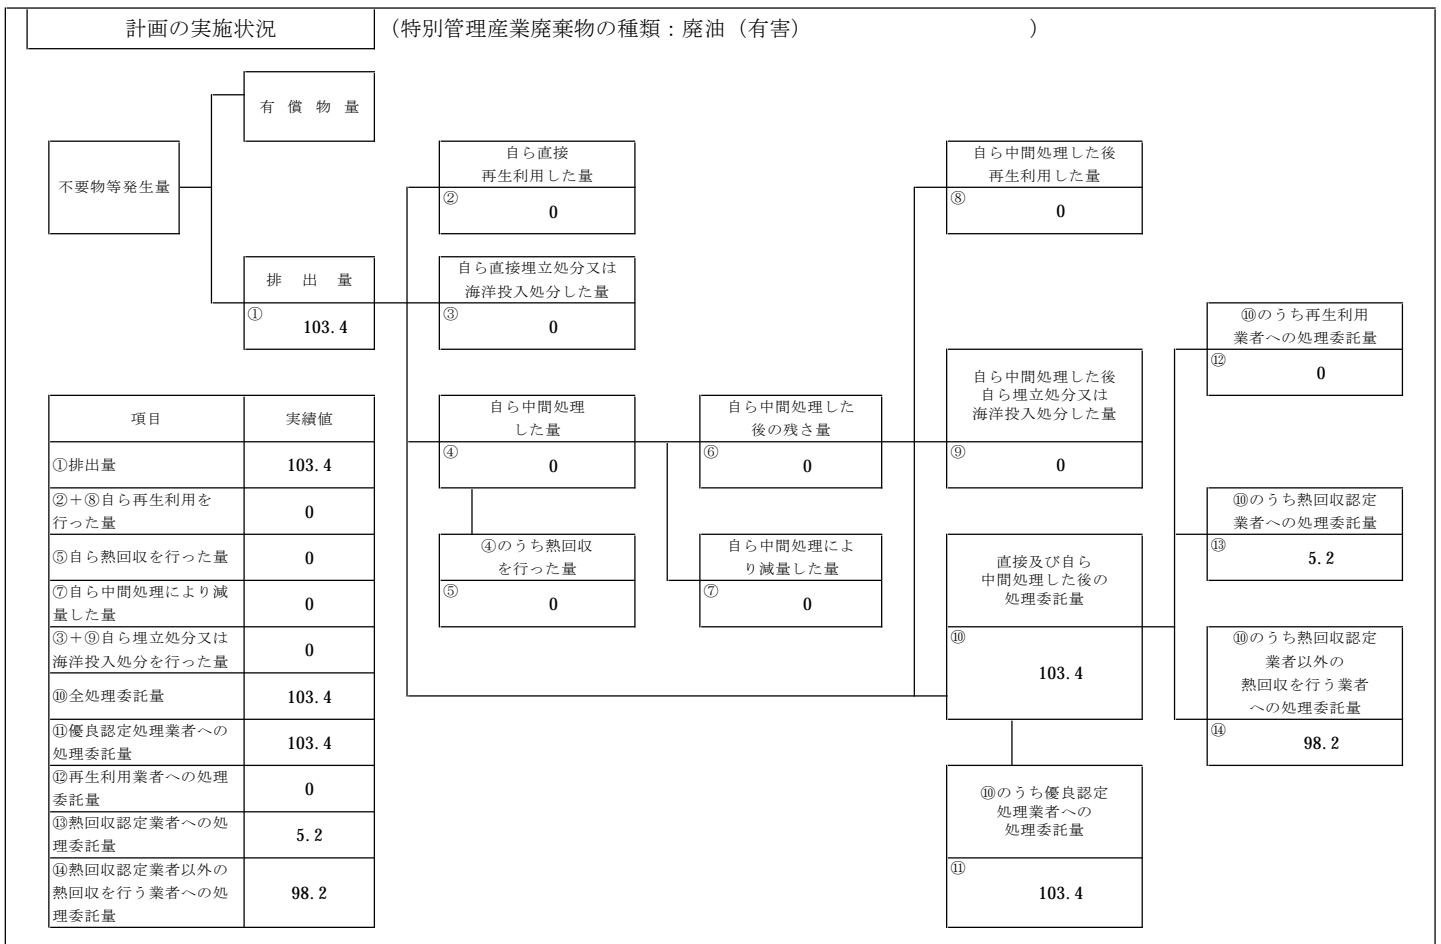 計画の実施状況
（特別管理産業廃棄物の種類：廃油（有害）　　　　　　　　）
有 償 物 量
不要物等発生量
自ら直接
再生利用した量
②
0
自ら中間処理した後
再生利用した量
⑧
0
排 出 量
①
103.4
自ら直接埋立処分又は
海洋投入処分した量
③
0
⑩のうち再生利用
業者への処理委託量
⑫
0
自ら中間処理した後
自ら埋立処分又は
海洋投入処分した量
⑨
0
自ら中間処理
した量
④
0
自ら中間処理した
後の残さ量
⑥
0
⑩のうち熱回収認定
業者への処理委託量
⑬
5.2
④のうち熱回収
を行った量
⑤
0
自ら中間処理によ
り減量した量
⑦
0
直接及び自ら
中間処理した後の
処理委託量
⑩
103.4
⑩のうち熱回収認定
業者以外の
熱回収を行う業者
への処理委託量
⑭
98.2
⑩のうち優良認定
処理業者への
処理委託量
⑪
103.4
項目
実績値
①排出量
103.4
②＋⑧自ら再生利用を
行った量
0
⑤自ら熱回収を行った量
0
⑦自ら中間処理により減
量した量
0
③＋⑨自ら埋立処分又は
海洋投入処分を行った量
0
⑩全処理委託量
103.4
⑪優良認定処理業者への
処理委託量
103.4
⑫再生利用業者への処理
委託量
0
⑬熱回収認定業者への処
理委託量
5.2
⑭熱回収認定業者以外の
熱回収を行う業者への処
理委託量
98.2